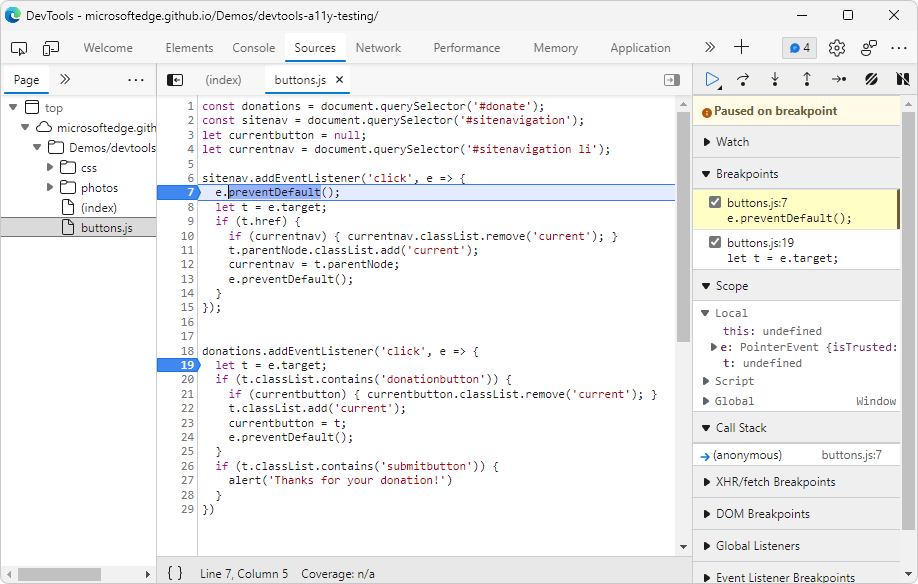 DevTools - microsoftedge.github.io/Demos/devtools-a11y-testing/
Welcome Elements Console Sources Network Performance Memory Application 4
Page
(index) buttons.js
top
microsoftedge.gith
Demos/devtools
css
photos
(index)
buttons.js
1 const donations = document.querySelector('#donate');
2 const sitenav = document.querySelector('#sitenavigation');
3 let currentbutton = null;
4 let currentnav = document.querySelector('#sitenavigation li');
5
6 sitenav.addEventListener('click', e => {
7 e.preventDefault();
8 let t = e.target;
9 if (t.href) {
10 if (currentnav) { currentnav.classList.remove('current'); }
11 t.parentNode.classList.add('current');
12 currentnav = t.parentNode;
13 e.preventDefault();
14 }
15 });
16
17
18 donations.addEventListener('click', e => {
19 let t = e.target;
20 if (t.classList.contains('donationbutton')) {
21 if (currentbutton) { currentbutton.classList.remove('current'); }
22 t.classList.add('current');
23 currentbutton = t;
24 e.preventDefault();
25 }
26 if (t.classList.contains('submitbutton')) {
27 alert('Thanks for your donation!')
28 }
29 })
{ } Line 7, Column 5 Coverage: n/a
Paused on breakpoint
Watch
Breakpoints
buttons.js:7
e.preventDefault();
buttons.js:19
let t = e.target;
Scope
Local
this: undefined
e: PointerEvent {isTrusted:
t: undefined
Script
Global Window
Call Stack
(anonymous) buttons.js:7
XHR/fetch Breakpoints
DOM Breakpoints
Global Listeners
Event Listener Breakpoints